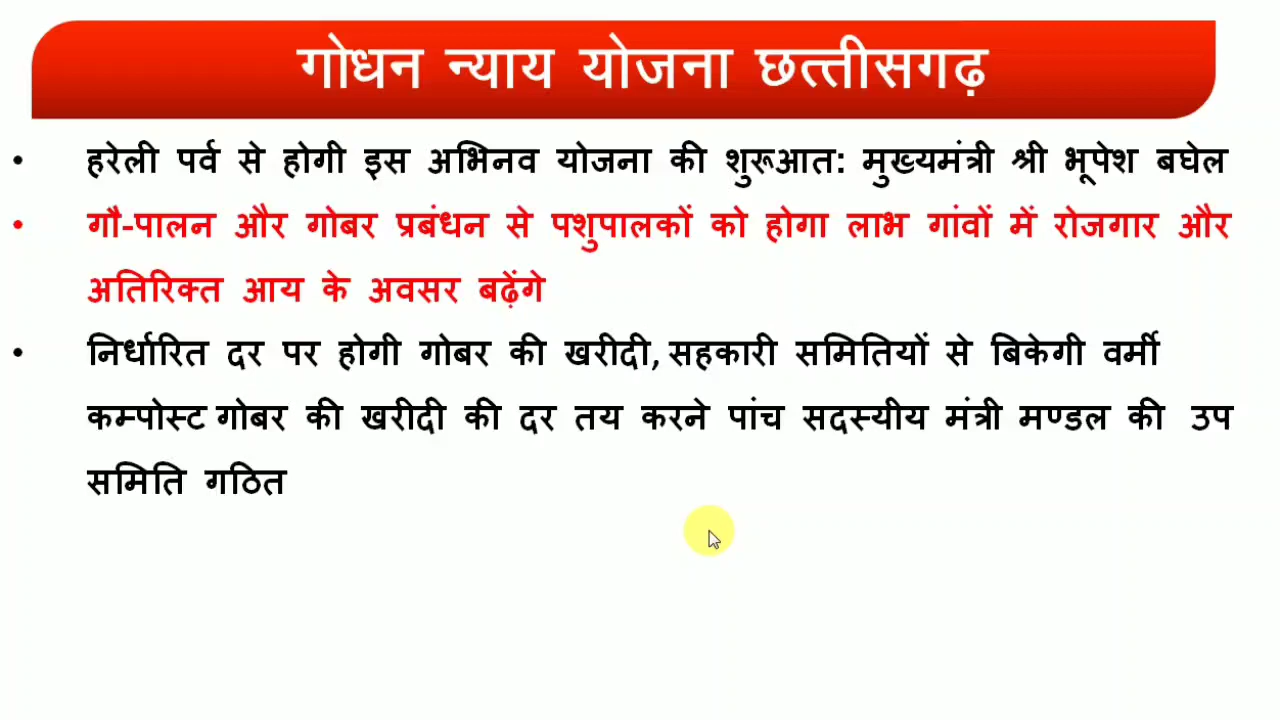 गोधन न्याय योजना छत्तीसगढ़
• हरेली पर्व से होगी इस अभिनव योजना की शुरूआत: मुख्यमंत्री श्री भूपेश बघेल
• गौ-पालन और गोबर प्रबंधन से पशुपालकों को होगा लाभ गांवों में रोजगार और
अतिरिक्त आय के अवसर बढ़ेंगे
• निर्धारित दर पर होगी गोबर की खरीदी, सहकारी समितियों से बिकेगी वर्मी
कम्पोस्ट गोबर की खरीदी की दर तय करने पांच सदस्यीय मंत्री मण्डल की उप
समिति गठित